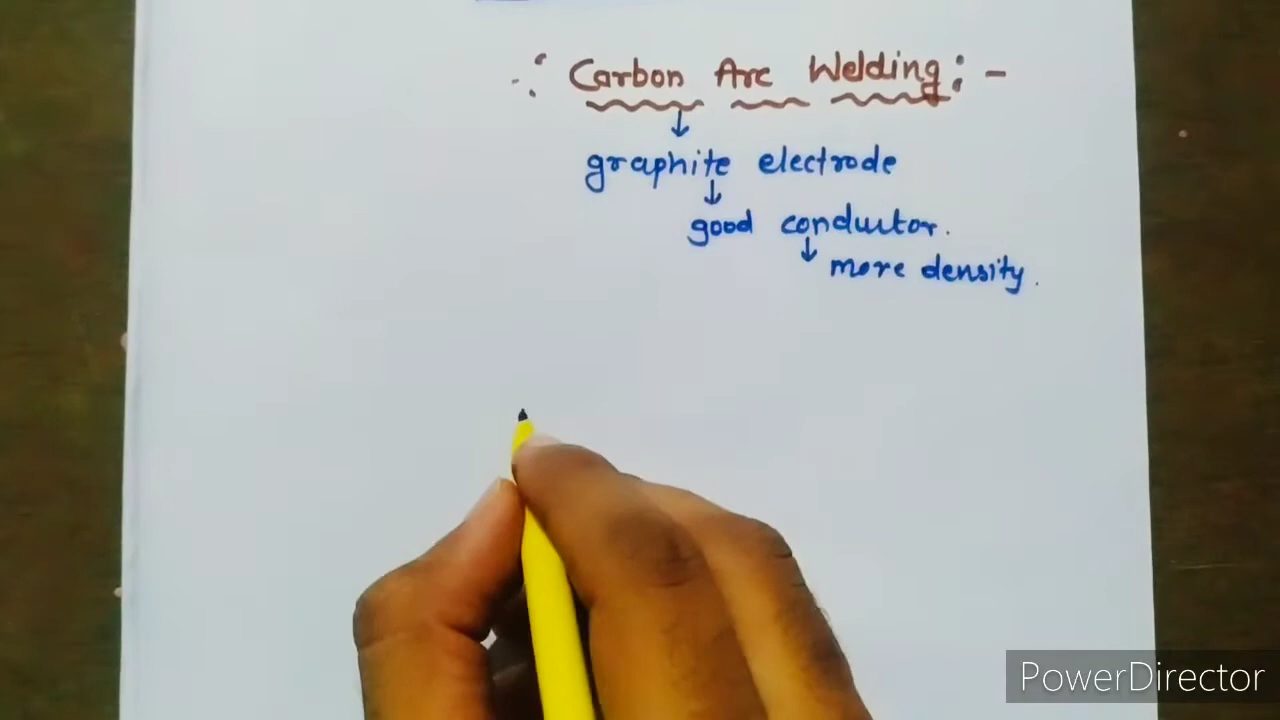 ∴ Carbon Arc Welding : -
↓
graphite electrode
↓
good conductor.
↓
more density.
PowerDirector